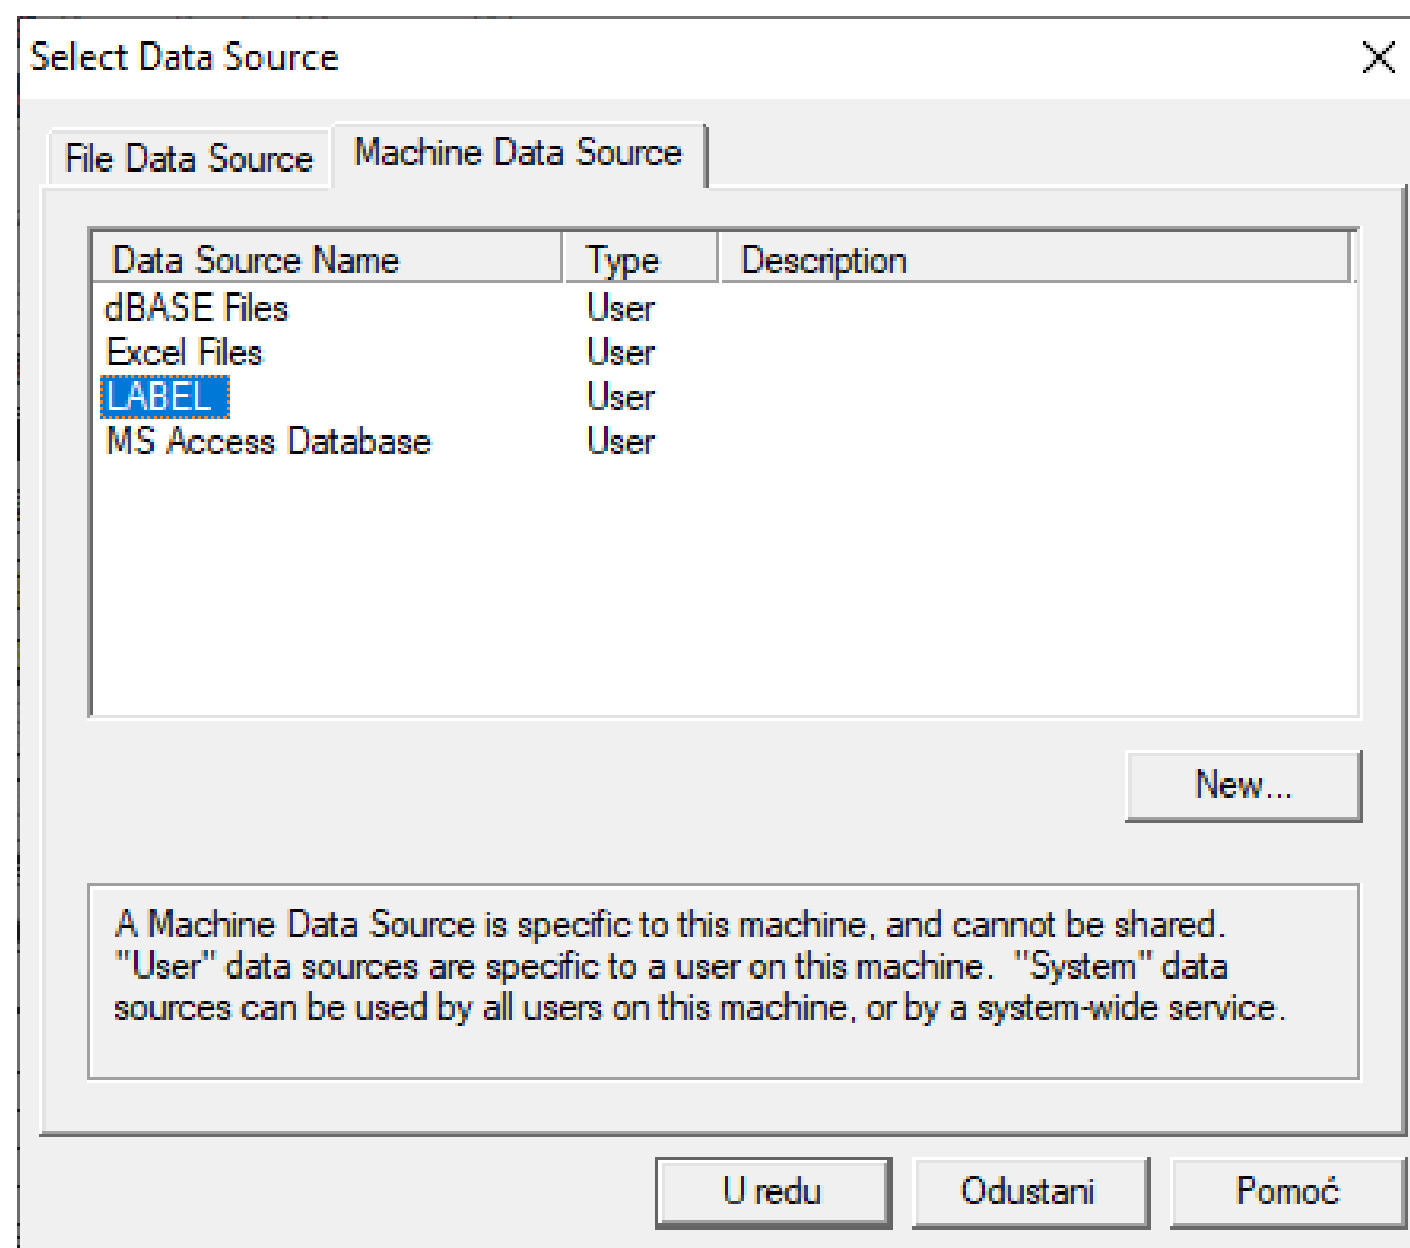 Select Data Source
File Data Source
Machine Data Source
Data Source Name Type Description
dBASE Files User
Excel Files User
LABEL User
MS Access Database User
New...
A Machine Data Source is specific to this machine, and cannot be shared.
"User" data sources are specific to a user on this machine. "System" data
sources can be used by all users on this machine, or by a system-wide service.
U redu Odustani Pomoć